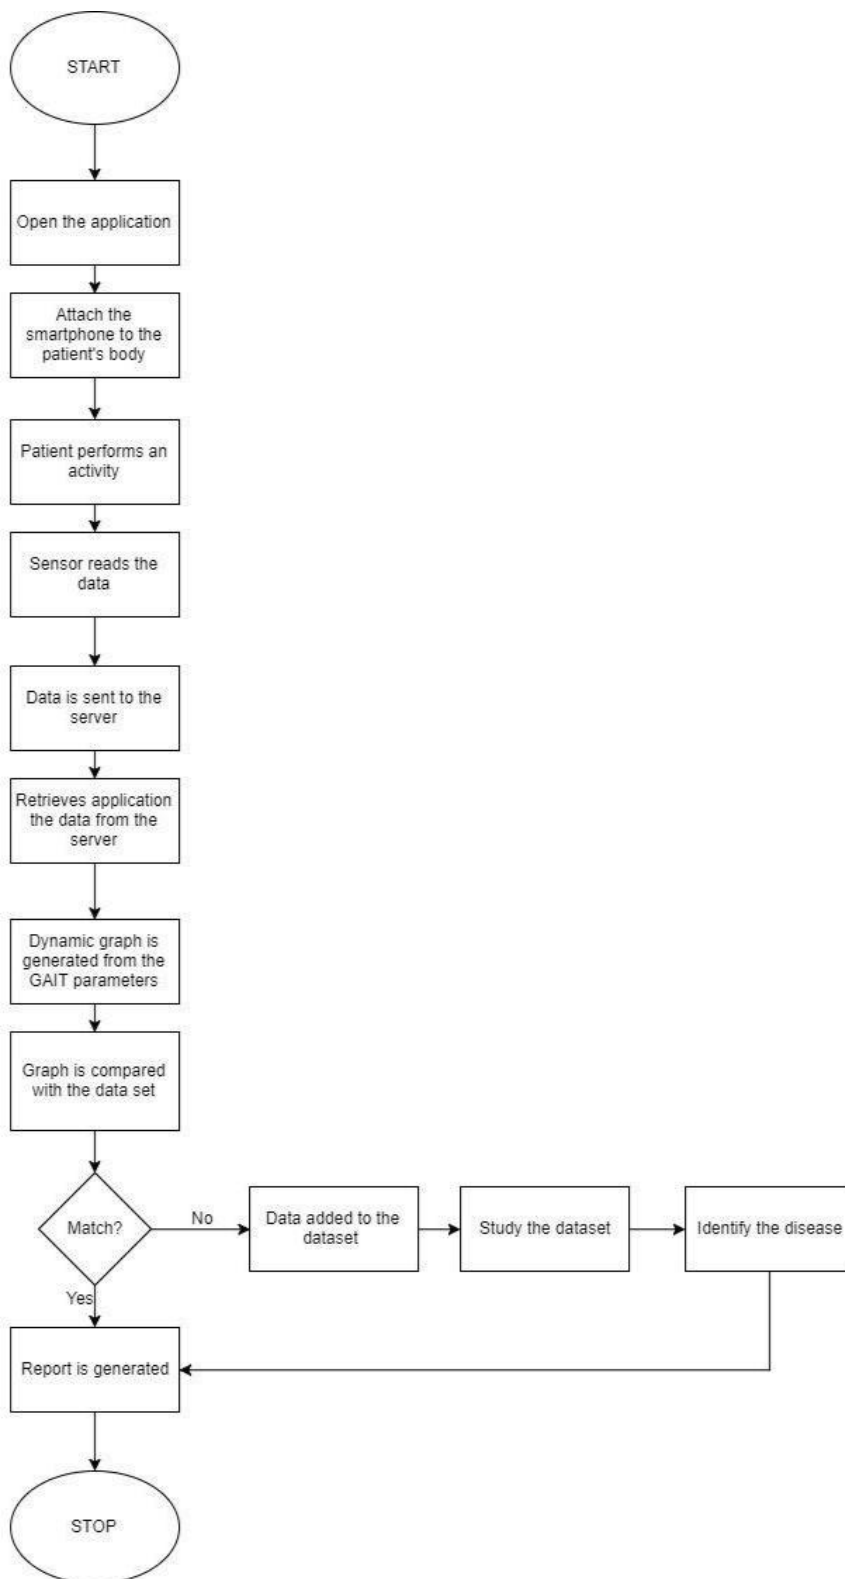 START
Open the application
Attach the
smartphone to the
patient's body
Patient performs an
activity
Sensor reads the
data
Data is sent to the
server
Retrieves application
the data from the
server
Dynamic graph is
generated from the
GAIT parameters
Graph is compared
with the data set
Match?
No
Data added to the
dataset
Study the dataset
Identify the disease
Yes
Report is generated
STOP